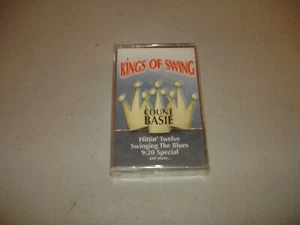 KINGS OF SWING
COUNT
BASIE
Hittin' Twelve
Swinging The Blues
9:20 Special
and more...